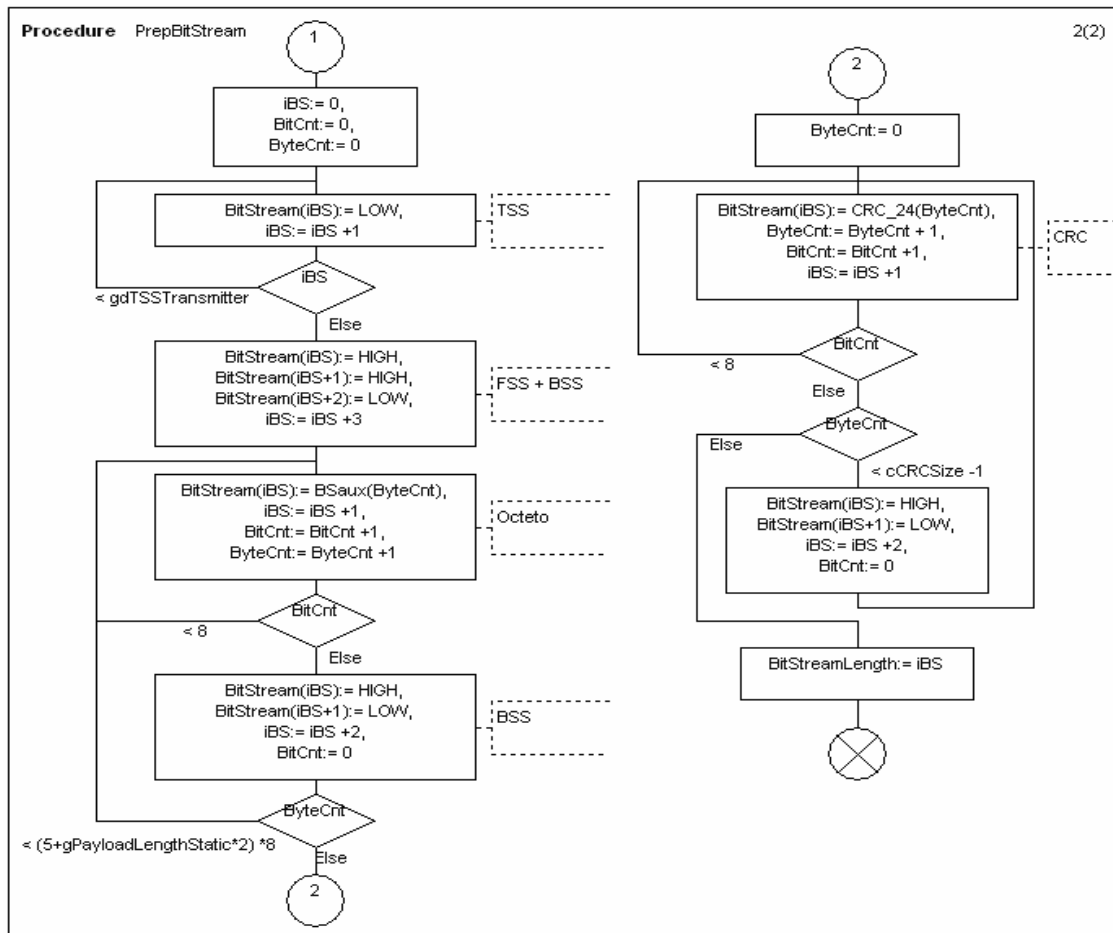 Procedure PrepBitStream
2(2)
1
iBS:= 0,
BitCnt:= 0,
ByteCnt:= 0
BitStream(iBS):= LOW,
iBS:= iBS +1
TSS
iBS
< gdTSSTransmitter
Else
BitStream(iBS):= HIGH,
BitStream(iBS+1):= HIGH,
BitStream(iBS+2):= LOW,
iBS:= iBS +3
FSS + BSS
BitStream(iBS):= BSaux(ByteCnt),
iBS:= iBS +1,
BitCnt:= BitCnt +1,
ByteCnt:= ByteCnt +1
Octeto
BitCnt
< 8
Else
BitStream(iBS):= HIGH,
BitStream(iBS+1):= LOW,
iBS:= iBS +2,
BitCnt:= 0
BSS
ByteCnt
< (5+gPayloadLengthStatic*2) *8
Else
2
2
ByteCnt:= 0
BitStream(iBS):= CRC_24(ByteCnt),
ByteCnt:= ByteCnt + 1,
BitCnt:= BitCnt +1,
iBS:= iBS +1
CRC
BitCnt
< 8
Else
ByteCnt
Else
< cCRCSize -1
BitStream(iBS):= HIGH,
BitStream(iBS+1):= LOW,
iBS:= iBS +2,
BitCnt:= 0
BitStreamLength:= iBS